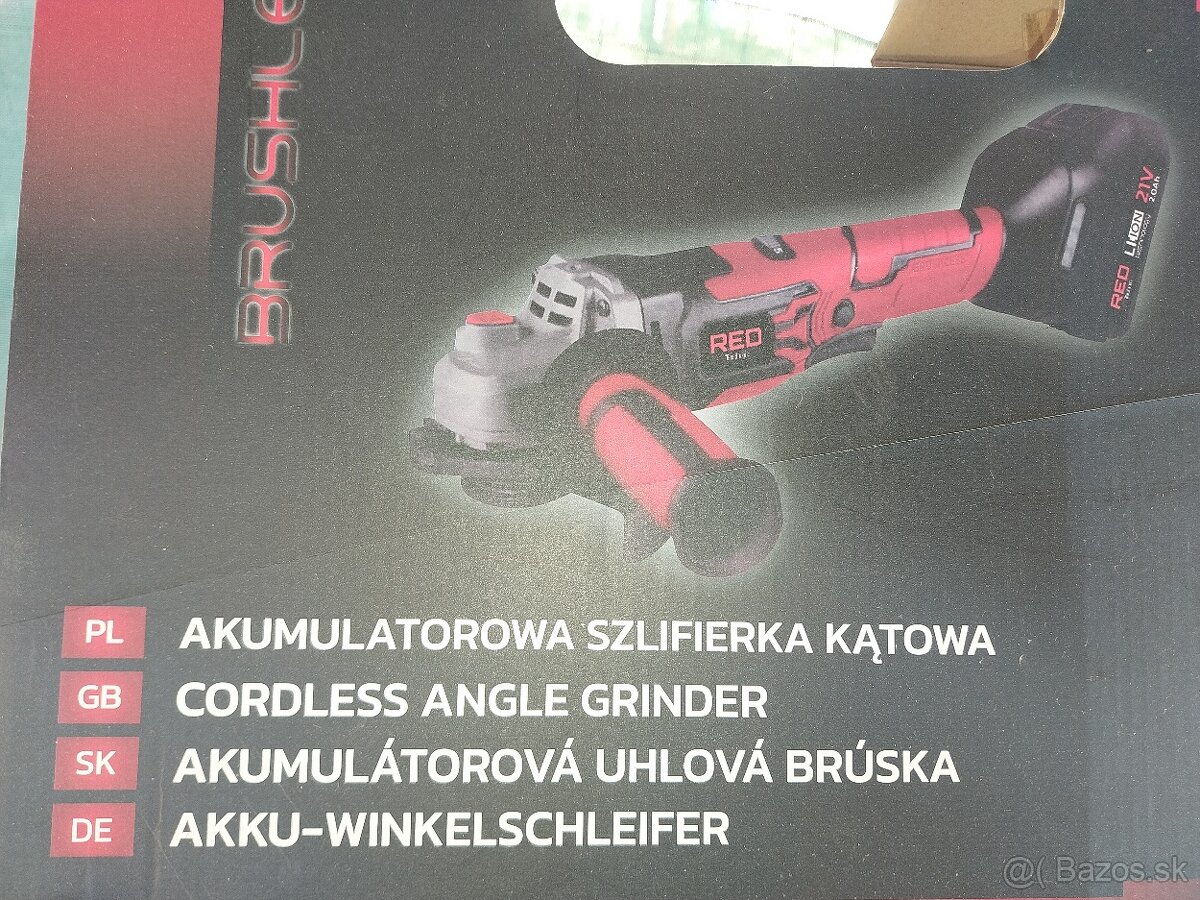 BRUSHLE
5
RED
RED
LI-ION 21V
2.0Ah
PL AKUMULATOROWA SZLIFIERKA KĄTOWA
GB CORDLESS ANGLE GRINDER
SK AKUMULÁTOROVÁ UHLOVÁ BRÚSKA
DE AKKU-WINKELSCHLEIFER
@( Bazos.sk